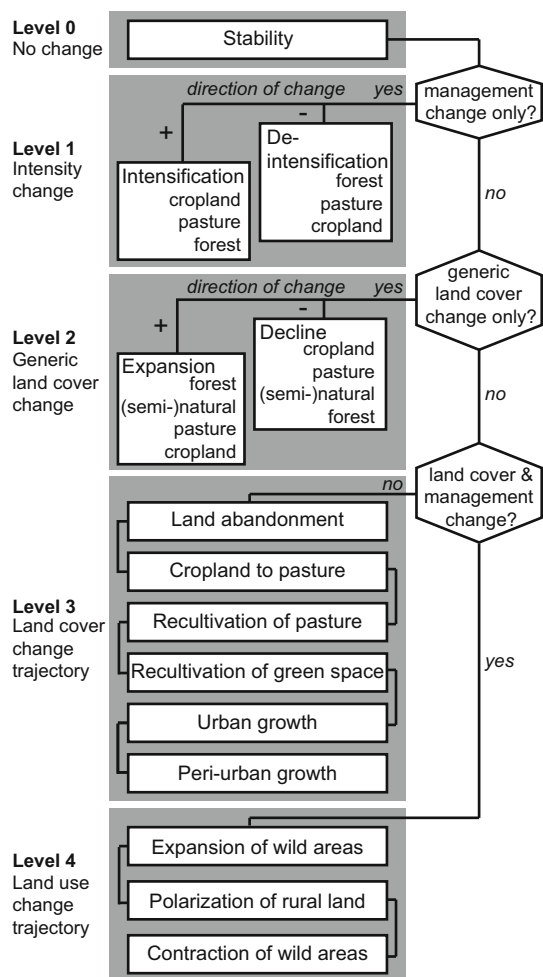 Level 0
No change
Stability
management
change only?
direction of change
yes
+
-
Level 1
Intensity
change
Intensification
cropland
pasture
forest
De-
intensification
forest
pasture
cropland
no
generic
land cover
change only?
direction of change
yes
+
-
Level 2
Generic
land cover
change
Expansion
forest
(semi-)natural
pasture
cropland
Decline
cropland
pasture
(semi-)natural
forest
no
land cover &
management
change?
no
Level 3
Land cover
change
trajectory
Land abandonment
Cropland to pasture
Recultivation of pasture
Recultivation of green space
Urban growth
Peri-urban growth
yes
Level 4
Land use
change
trajectory
Expansion of wild areas
Polarization of rural land
Contraction of wild areas